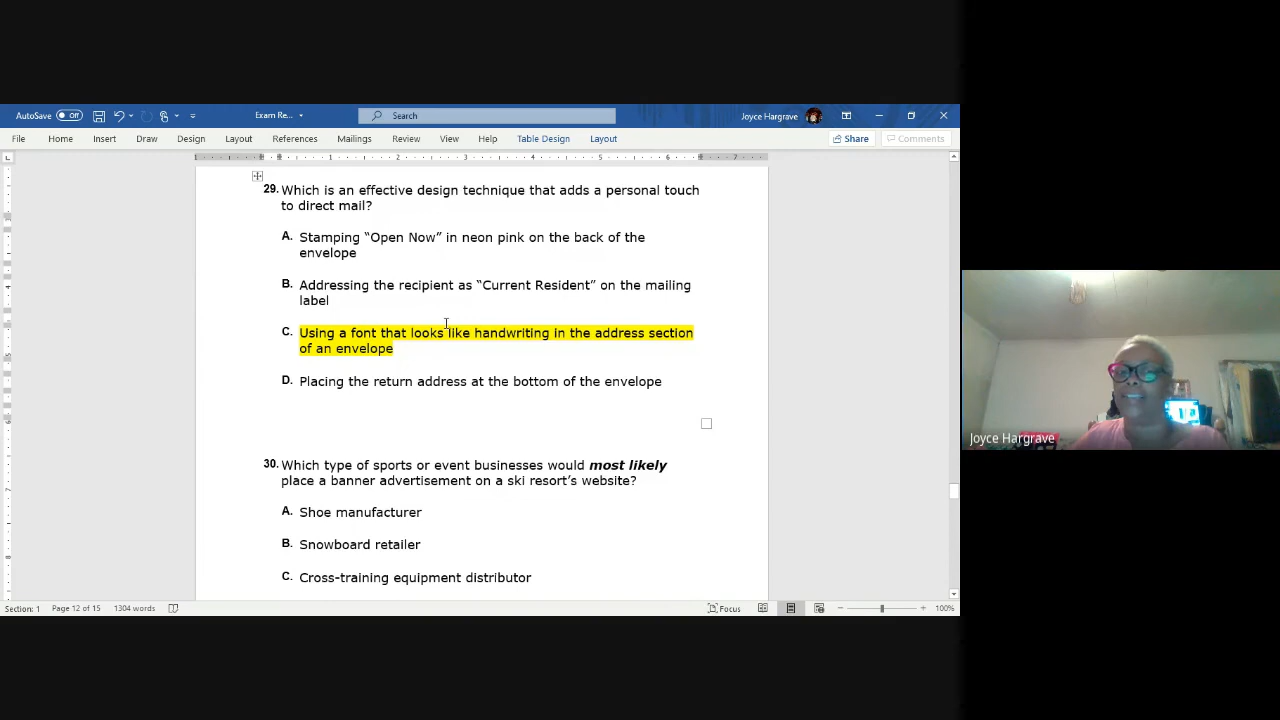 AutoSave Off Exam Re... Search Joyce Hargrave
File Home Insert Draw Design Layout References Mailings Review View Help Table Design Layout Share Comments
29. Which is an effective design technique that adds a personal touch
to direct mail?
A. Stamping “Open Now” in neon pink on the back of the
envelope
B. Addressing the recipient as “Current Resident” on the mailing
label
C. Using a font that looks like handwriting in the address section
of an envelope
D. Placing the return address at the bottom of the envelope
30. Which type of sports or event businesses would most likely
place a banner advertisement on a ski resort’s website?
A. Shoe manufacturer
B. Snowboard retailer
C. Cross-training equipment distributor
Section: 1 Page 12 of 15 1304 words Focus 100%
Joyce Hargrave